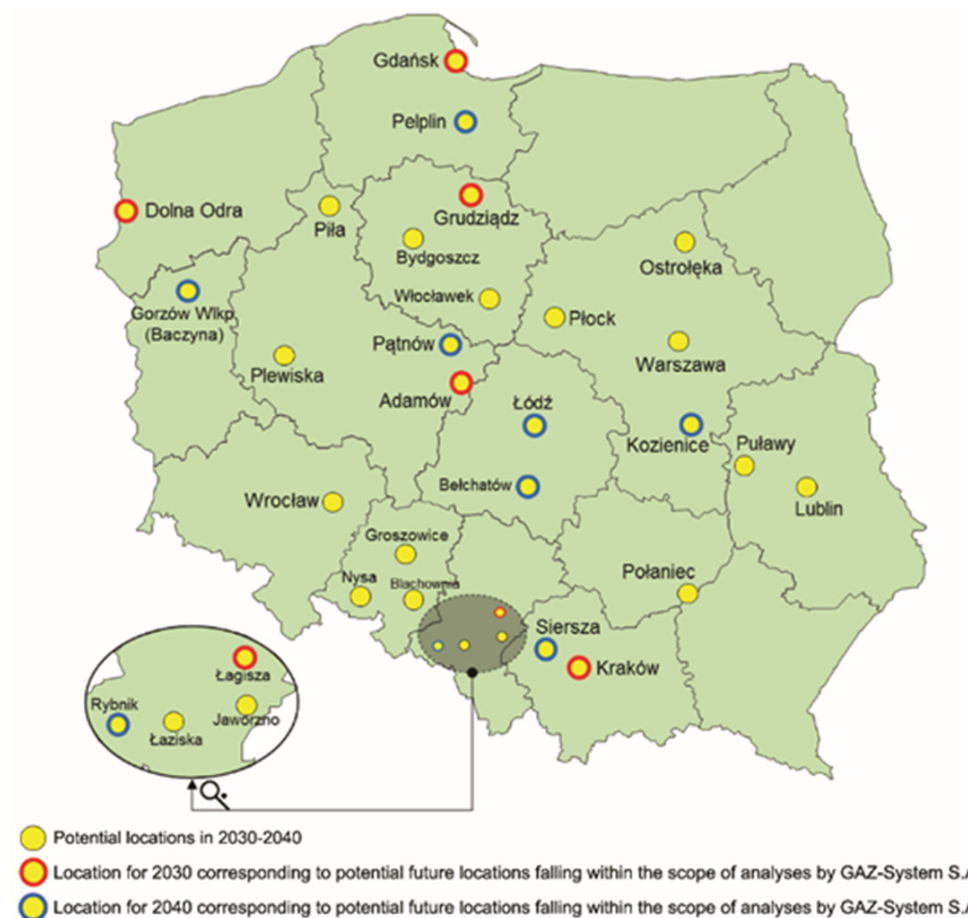 Gdańsk
Pelplin
Dolna Odra
Grudziądz
Piła
Bydgoszcz
Ostrołęka
Włocławek
Gorzów Wlkp
(Baczyna)
Płock
Pątnów
Warszawa
Plewiska
Adamów
Łódź
Kozienice
Puławy
Bełchatów
Wrocław
Lublin
Groszowice
Nysa
Blachownia
Połaniec
Siersza
Kraków
Łagisza
Rybnik
Jaworzno
Łaziska
Potential locations in 2030-2040
Location for 2030 corresponding to potential future locations falling within the scope of analyses by GAZ-System S.A
Location for 2040 corresponding to potential future locations falling within the scope of analyses by GAZ-System S.A